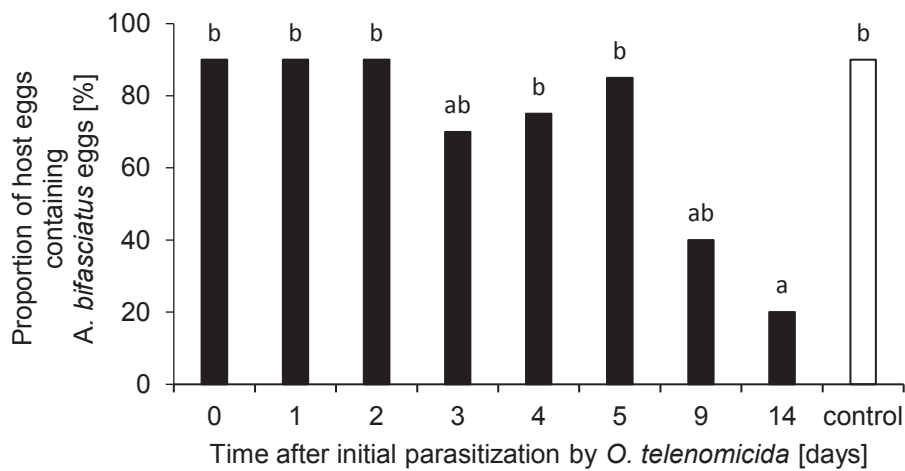 Proportion of host eggs
containing
A. bifasciatus eggs [%]
100
80
60
40
20
0
b
b
b
ab
b
b
ab
a
b
0 1 2 3 4 5 9 14 control
Time after initial parasitization by O. telenomicida [days]